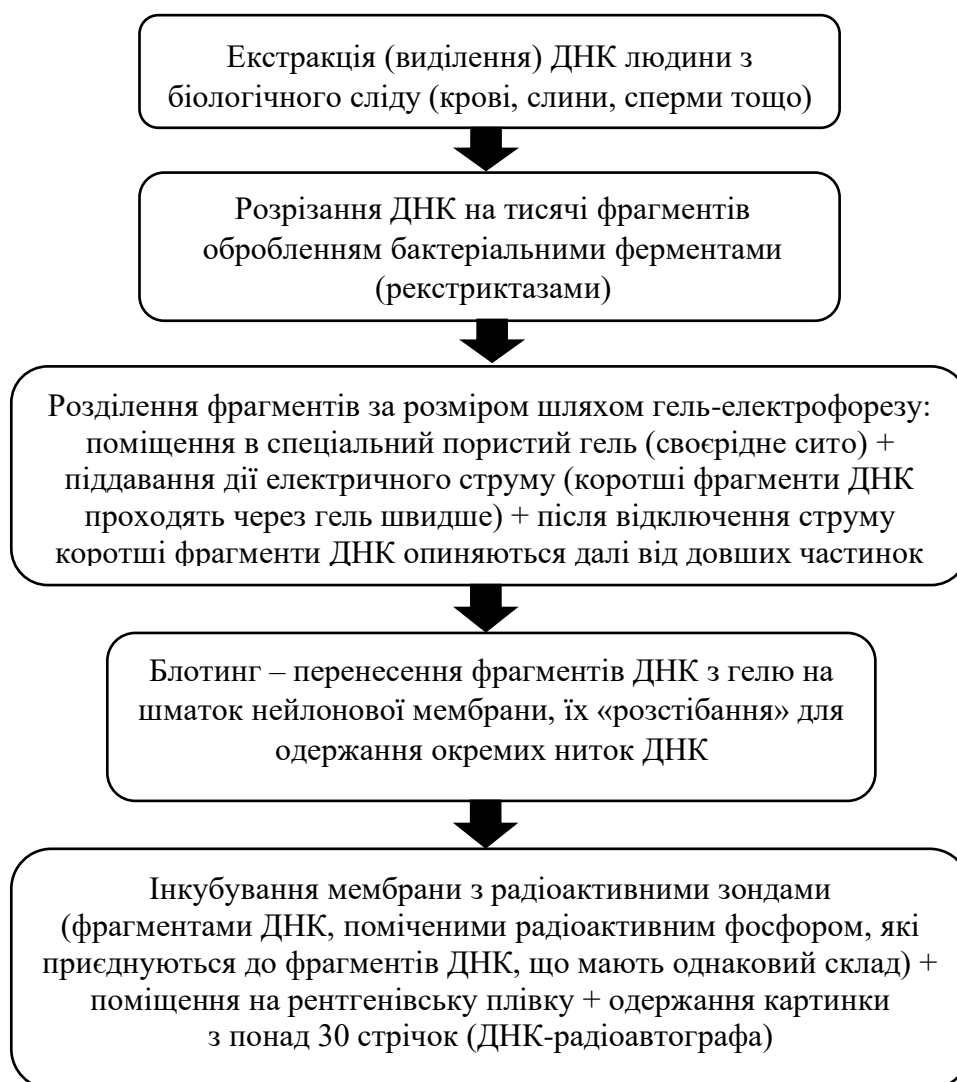 Екстракція (виділення) ДНК людини з
біологічного сліду (крові, слини, сперми тощо)
Розрізання ДНК на тисячі фрагментів
обробленням бактеріальними ферментами
(рекстриктазами)
Розділення фрагментів за розміром шляхом гель-електрофорезу:
поміщення в спеціальний пористий гель (своєрідне сито) +
піддавання дії електричного струму (коротші фрагменти ДНК
проходять через гель швидше) + після відключення струму
коротші фрагменти ДНК опиняються далі від довших частинок
Блотинг – перенесення фрагментів ДНК з гелю на
шматок нейлонової мембрани, їх «розстібання» для
одержання окремих ниток ДНК
Інкубування мембрани з радіоактивними зондами
(фрагментами ДНК, поміченими радіоактивним фосфором, які
приєднуються до фрагментів ДНК, що мають однаковий склад) +
поміщення на рентгенівську плівку + одержання картинки
з понад 30 стрічок (ДНК-радіоавтографа)